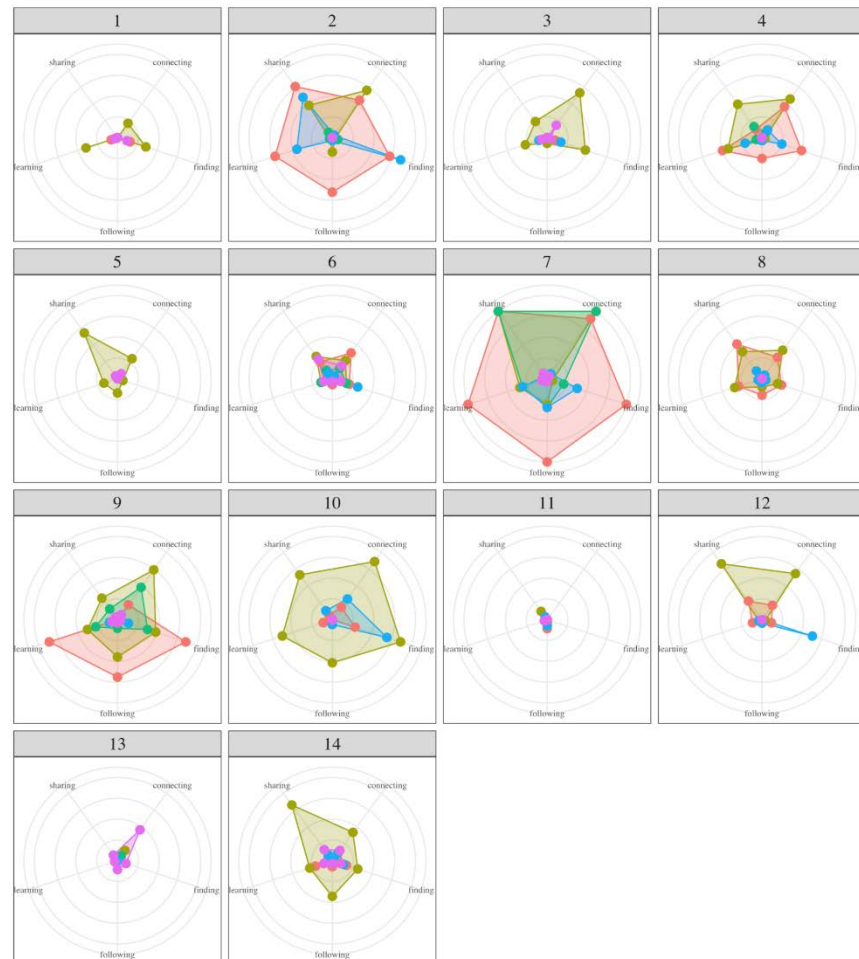 1 2 3 4
sharing connecting sharing connecting sharing connecting sharing connecting
learning finding learning finding learning finding learning finding
following following following following
5 6 7 8
sharing connecting sharing connecting sharing connecting sharing connecting
learning finding learning finding learning finding learning finding
following following following following
9 10 11 12
sharing connecting sharing connecting sharing connecting sharing connecting
learning finding learning finding learning finding learning finding
following following following following
13 14
sharing connecting sharing connecting
learning finding learning finding
following following